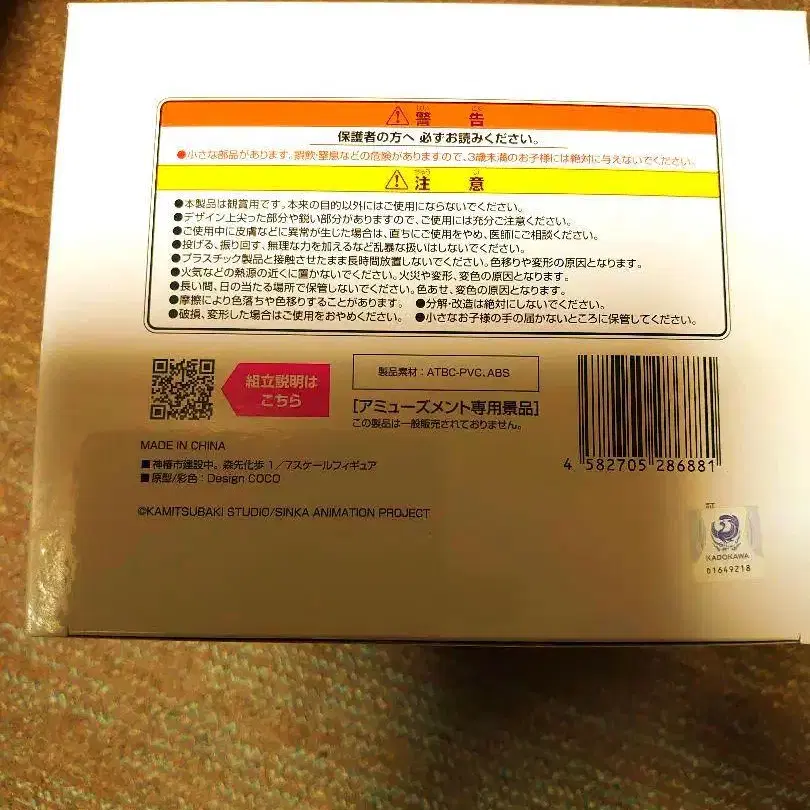 ⚠警告
保護者の方へ 必ずお読みください。
●小さな部品があります。誤飲・窒息などの危険がありますので、3歳未満のお子様には絶対に与えないでください。
⚠注意
●本製品は観賞用です。本来の目的以外にはご使用にならないでください。
●デザイン上尖った部分や鋭い部分がありますので、ご使用には充分ご注意ください。
●ご使用中に皮膚などに異常が生じた場合は、直ちにご使用をやめ、医師にご相談ください。
●投げる、振り回す、無理な力を加えるなど乱暴な扱いはしないでください。
●プラスチック製品と接触させたまま長時間放置しないでください。色移りや変形の原因となります。
●火気などの熱源の近くに置かないでください。火災や変形、変色の原因となります。
●長い間、日の当たる場所で保管しないでください。色あせ、変色の原因となります。
●摩擦により色落ちや色移りすることがあります。 ●分解・改造は絶対にしないでください。
●破損、変形した場合はご使用をおやめください。 ●小さなお子様の手の届かないところに保管してください。
組立説明は
こちら
製品素材：ATBC-PVC、ABS
[アミューズメント専用景品]
この製品は一般販売されておりません。
4 582705 286881
MADE IN CHINA
■神椿市建設中。森先化歩 1／7スケールフィギュア
■原型/彩色：Design COCO
©KAMITSUBAKI STUDIO/SINKA ANIMATION PROJECT
KADOKAWA
01649218